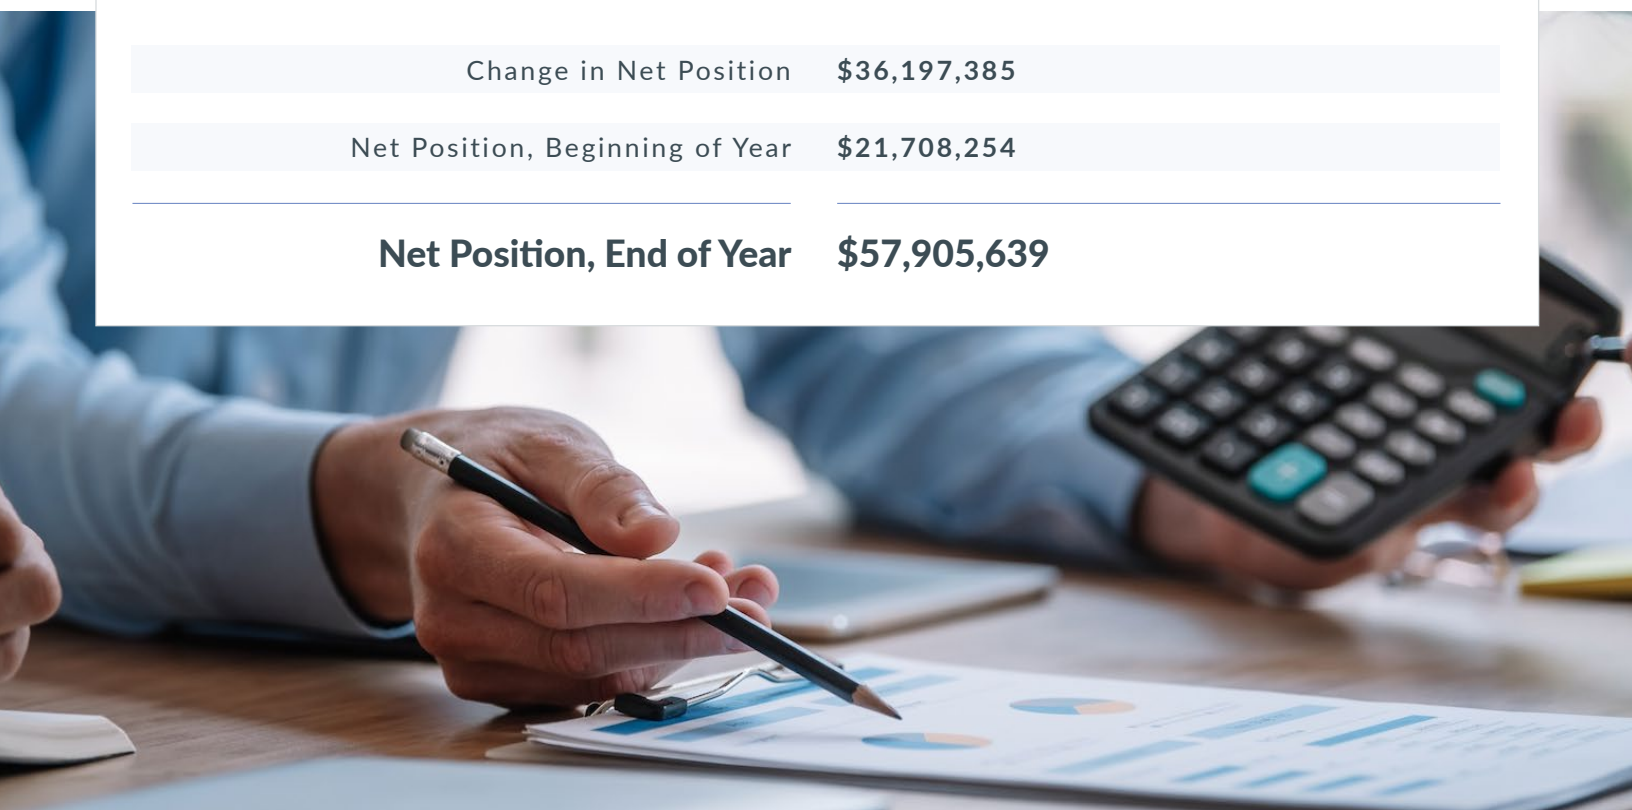 Change in Net Position $36,197,385
Net Position, Beginning of Year $21,708,254
Net Position, End of Year $57,905,639